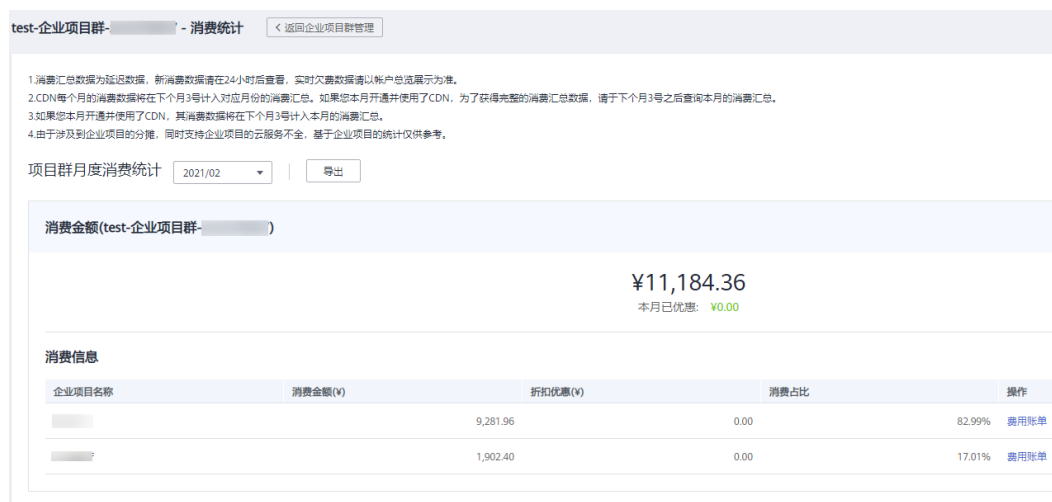 test-企业项目群- - 消费统计 < 返回企业项目群管理
1.消费汇总数据为延迟数据，新消费数据请在24小时后查看，实时欠费数据请以帐户总览展示为准。
2.CDN每个月的消费数据将在下个月3号计入对应月份的消费汇总。如果您本月开通并使用了CDN，为了获得完整的消费汇总数据，请于下个月3号之后查询本月的消费汇总。
3.如果您本月开通并使用了CDN，其消费数据将在下个月3号计入本月的消费汇总。
4.由于涉及到企业项目的分摊，同时支持企业项目的云服务不全，基于企业项目的统计仅供参考。
项目群月度消费统计 2021/02 导出
消费金额(test-企业项目群- )
¥11,184.36
本月已优惠: ¥0.00
消费信息
企业项目名称 消费金额(¥) 折扣优惠(¥) 消费占比 操作
9,281.96 0.00 82.99% 费用账单
1,902.40 0.00 17.01% 费用账单